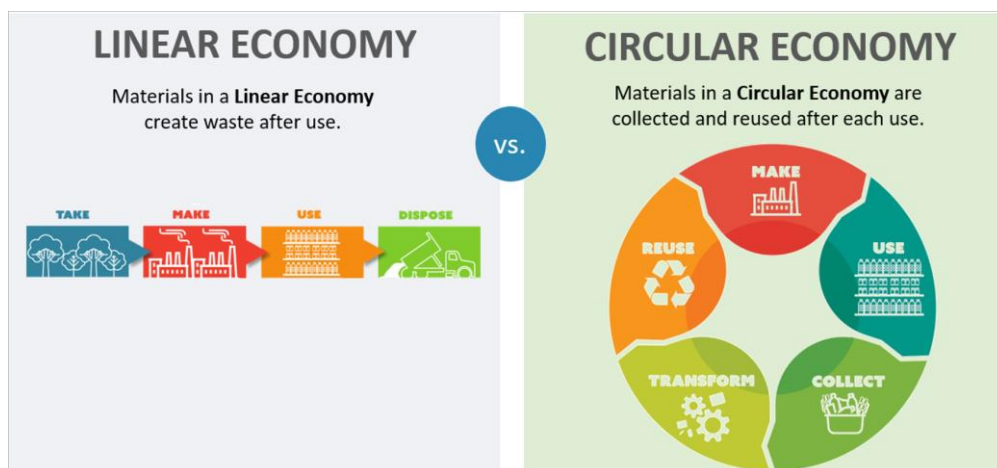 LINEAR ECONOMY
Materials in a Linear Economy
create waste after use.
TAKE
MAKE
USE
DISPOSE
vs.
CIRCULAR ECONOMY
Materials in a Circular Economy are
collected and reused after each use.
MAKE
USE
COLLECT
TRANSFORM
REUSE